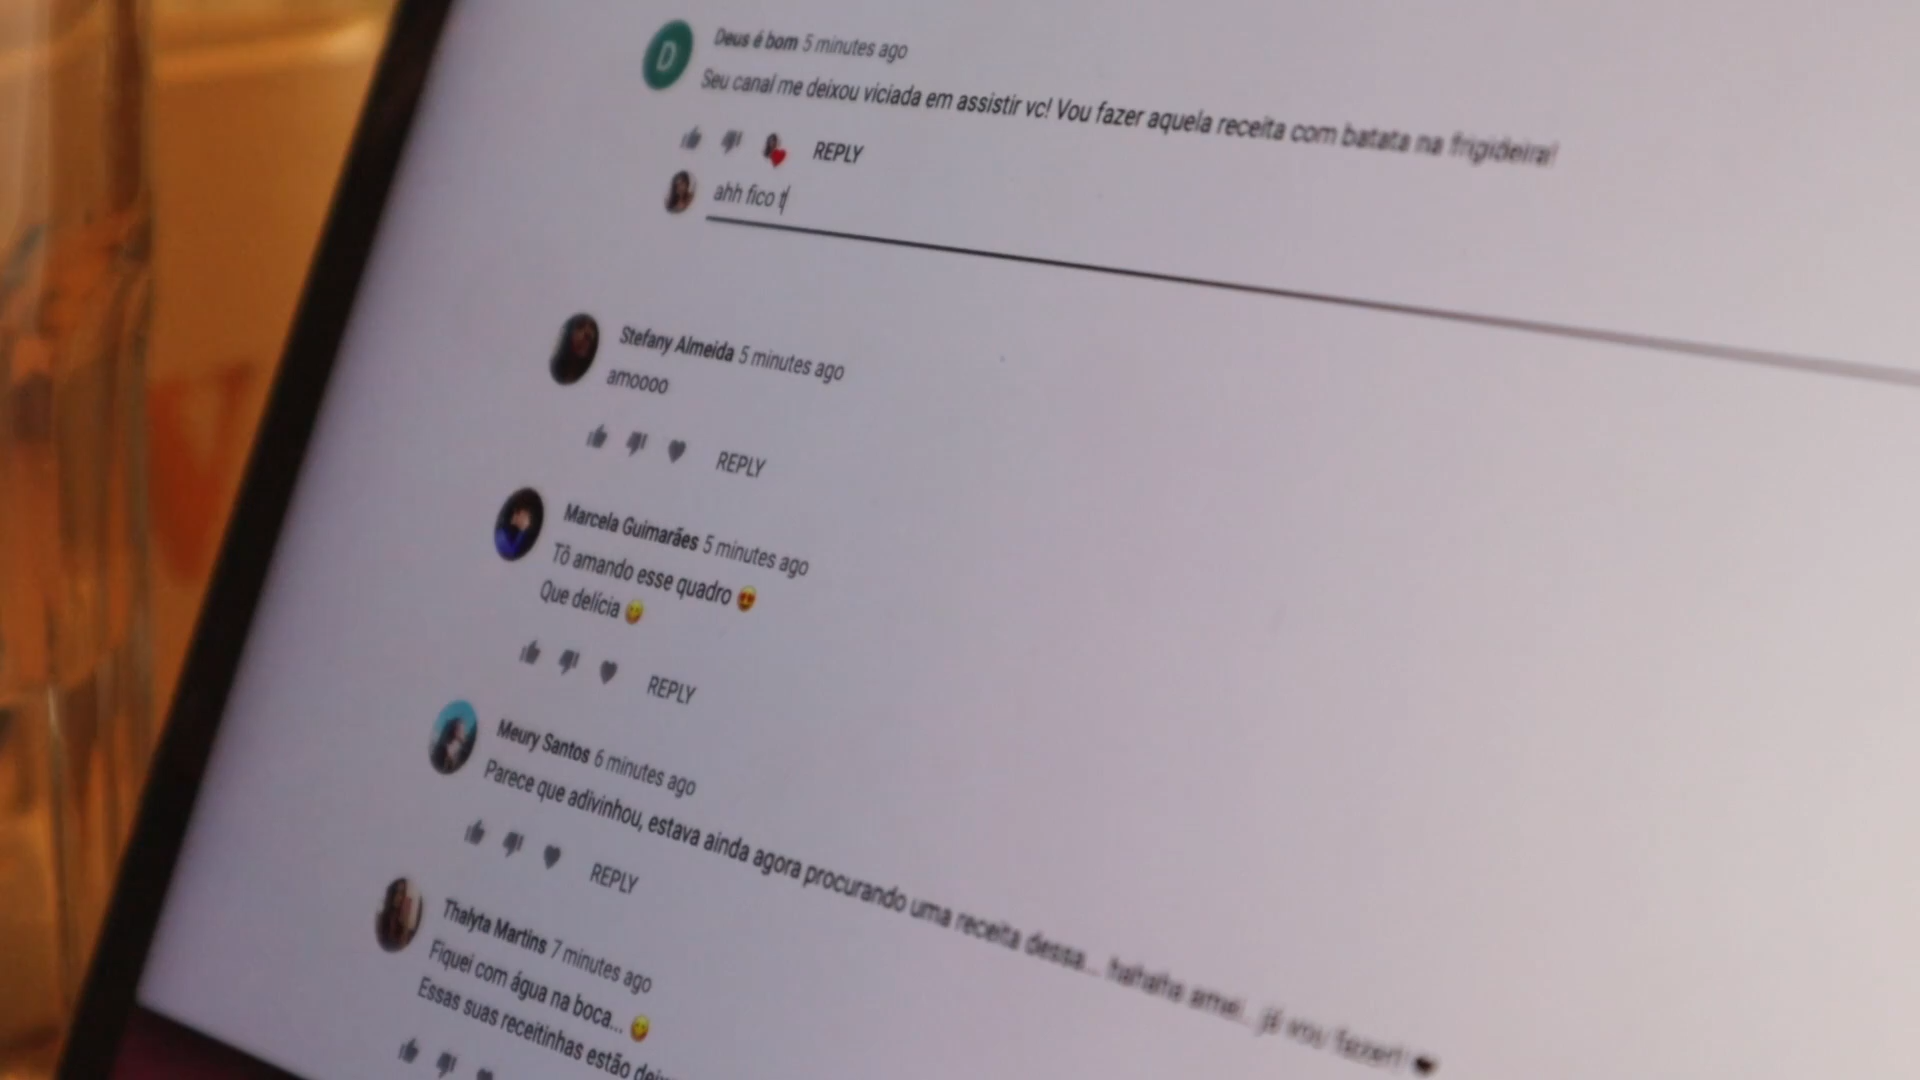 D
Deus é bom 5 minutes ago
Seu canal me deixou viciada em assistir vc! Vou fazer aquela receita com batata na frigideira!
REPLY
ahh fico t
Stefany Almeida 5 minutes ago
amoooo
REPLY
Marcela Guimarães 5 minutes ago
Tô amando esse quadro 😍
Que delícia 😋
REPLY
Meury Santos 6 minutes ago
Parece que adivinhou, estava ainda agora procurando uma receita dessa... hahaha amei.. já vou fazer!!
REPLY
Thalyta Martins 7 minutes ago
Fiquei com água na boca... 😋
Essas suas receitinhas estão